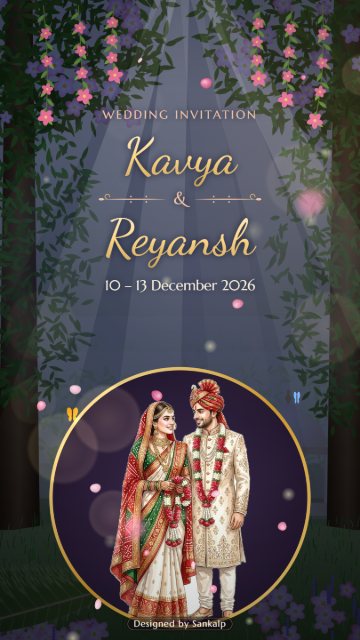 WEDDING INVITATION
Kavya
&
Reyansh
10 – 13 December 2026
Designed by Sankalp